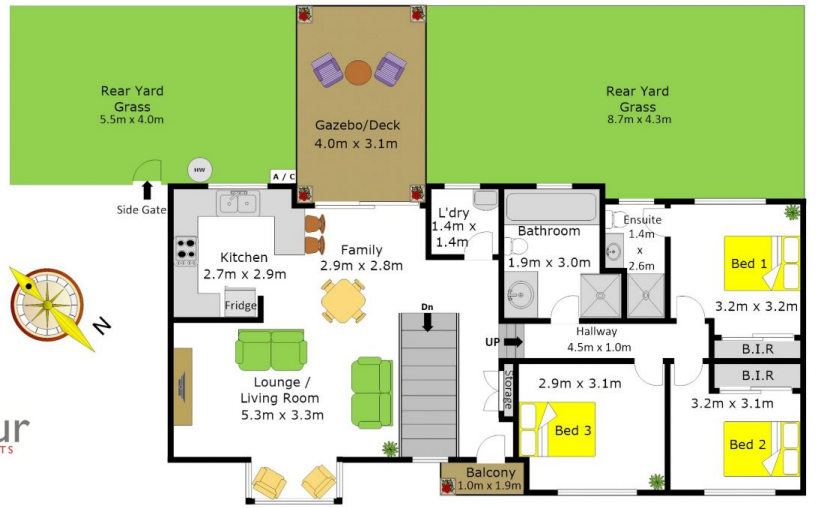 Rear Yard
Grass
5.5m x 4.0m
Gazebo/Deck
4.0m x 3.1m
Rear Yard
Grass
8.7m x 4.3m
HW
A / C
Side Gate
Kitchen
2.7m x 2.9m
Fridge
Family
2.9m x 2.8m
L'dry
1.4m x
1.4m
Bathroom
1.9m x 3.0m
Ensuite
1.4m
x
2.6m
Bed 1
3.2m x 3.2m
B.I.R
N
Dn
UP
Hallway
4.5m x 1.0m
Lounge /
Living Room
5.3m x 3.3m
Storage
2.9m x 3.1m
Bed 3
B.I.R
3.2m x 3.1m
Bed 2
Balcony
1.0m x 1.9m
ur
TS